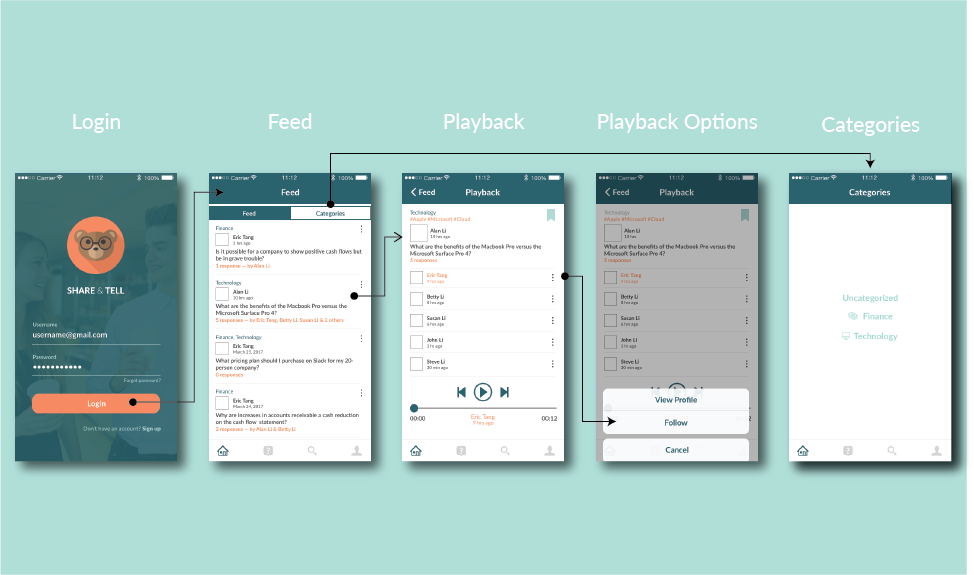 Login
Feed
Playback
Playback Options
Categories
Carrier 11:12 100%
SHARE & TELL
Username
username@gmail.com
Password
Forgot password?
Login
Don't have an account? Sign up
Carrier 11:12 100%
Feed
Feed Categories
Finance
Eric Tang
2 hrs ago
Is it possible for a company to show positive cash flows but
be in grave trouble?
1 response — by Alan Li
Technology
Alan Li
10 hrs ago
What are the benefits of the Macbook Pro versus the
Microsoft Surface Pro 4?
5 responses — by Eric Tang, Betty Li, Susan Li & 2 others
Finance, Technology
Eric Tang
March 25, 2017
What pricing plan should I purchase on Slack for my 20-
person company?
0 responses
Finance
Eric Tang
March 24, 2017
Why are increases in accounts receivable a cash reduction
on the cash flow statement?
2 responses — by Alan Li & Betty Li
Carrier 11:12 100%
Feed Playback
Technology
#Apple #Microsoft #Cloud
Alan Li
10 hrs ago
What are the benefits of the Macbook Pro versus the
Microsoft Surface Pro 4?
5 responses
Eric Tang
9 hrs ago
Betty Li
8 hrs ago
Susan Li
6 hrs ago
John Li
2 hrs ago
Steve Li
30 mn ago
00:00 Eric Tang 00:12
9 hrs ago
Carrier 11:12 100%
Feed Playback
Technology
#Apple #Microsoft #Cloud
Alan Li
10 hrs
What are the benefits of the Macbook Pro versus the
Microsoft Surface Pro 4?
5 responses
Eric Tang
9 hrs ago
Betty Li
8 hrs ago
Susan Li
6 hrs ago
John Li
2 hrs ago
Steve Li
30 mn ago
View Profile
Follow
Cancel
Carrier 11:12 100%
Categories
Uncategorized
Finance
Technology